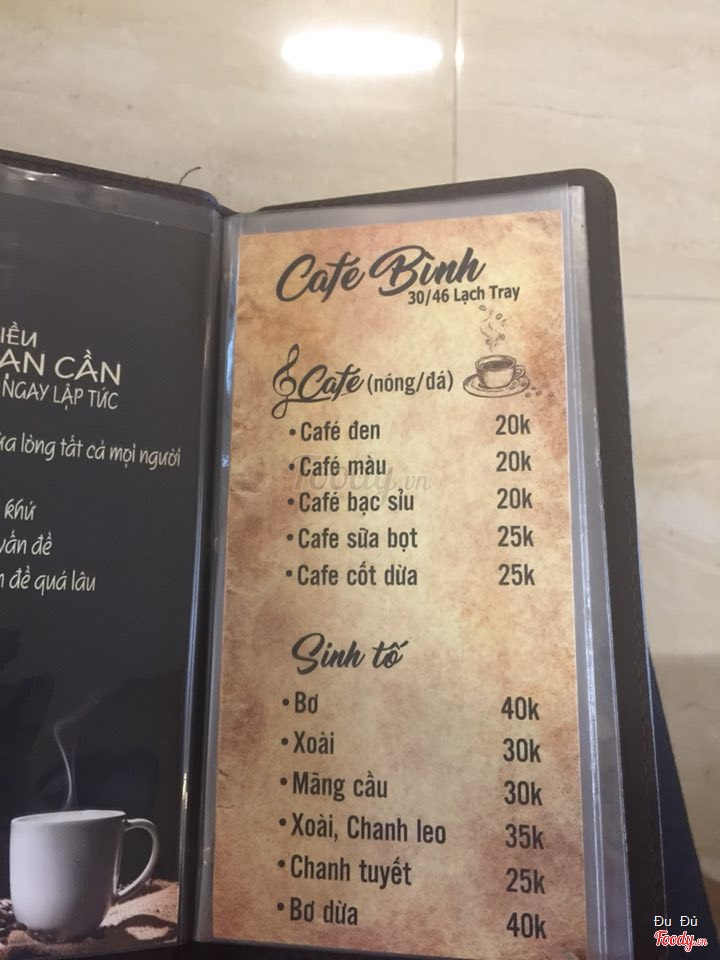 IỀU
ẠN CẦN
NGAY LẬP TỨC
lòng tất cả mọi người
khứ
vấn đề
đề quá lâu
Café Bình
30/46 Lạch Tray
Café (nóng/đá)
• Café đen 20k
• Café màu 20k
• Café bạc sỉu 20k
• Cafe sữa bọt 25k
• Cafe cốt dừa 25k
Sinh tố
• Bơ 40k
• Xoài 30k
• Mãng cầu 30k
• Xoài, Chanh leo 35k
• Chanh tuyết 25k
• Bơ dừa 40k
Foody.vn
Đu Đủ
Foody.vn